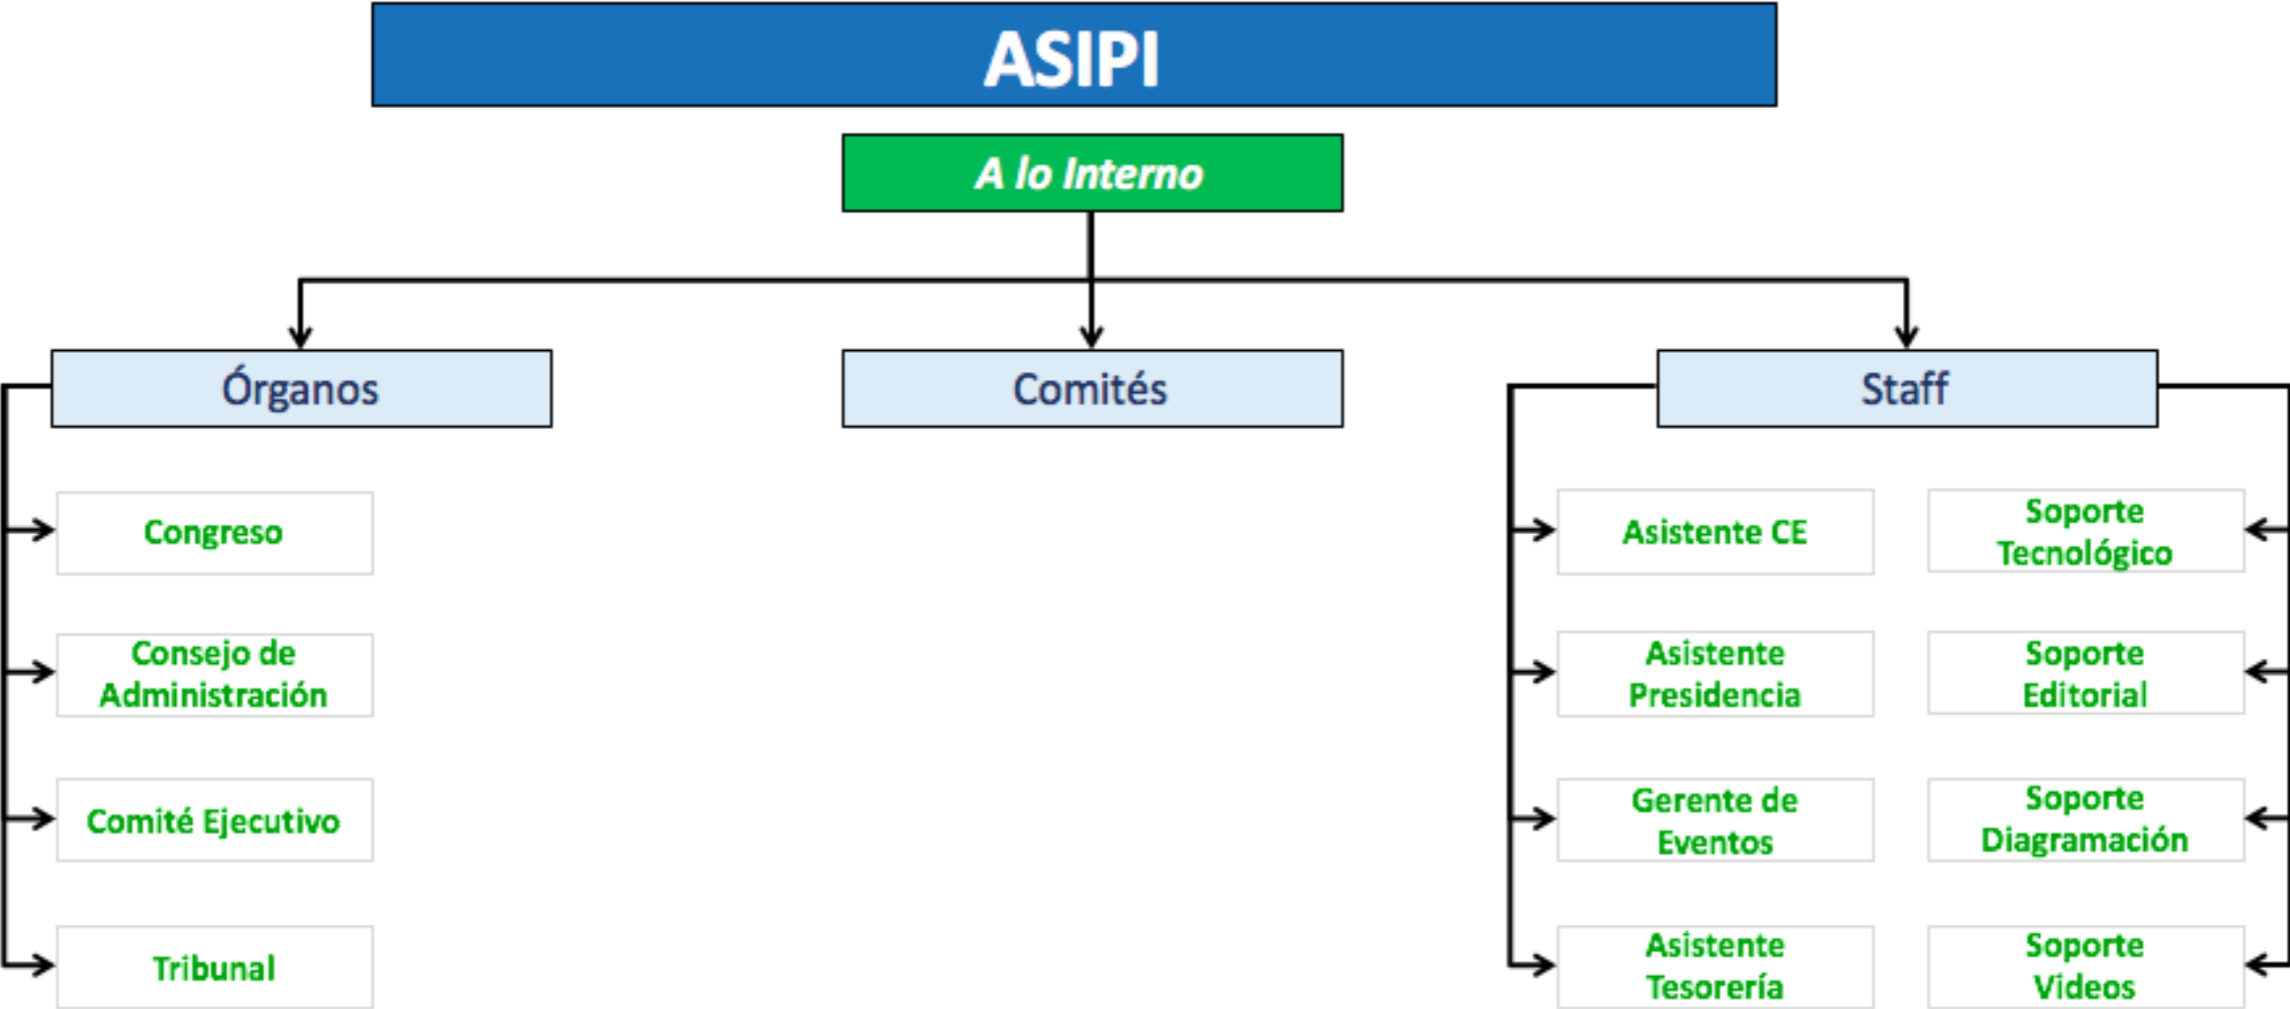 ASIPI
A lo Interno
Órganos
Comités
Staff
Congreso
Consejo de
Administración
Comité Ejecutivo
Tribunal
Asistente CE
Asistente
Presidencia
Gerente de
Eventos
Asistente
Tesorería
Soporte
Tecnológico
Soporte
Editorial
Soporte
Diagramación
Soporte
Videos